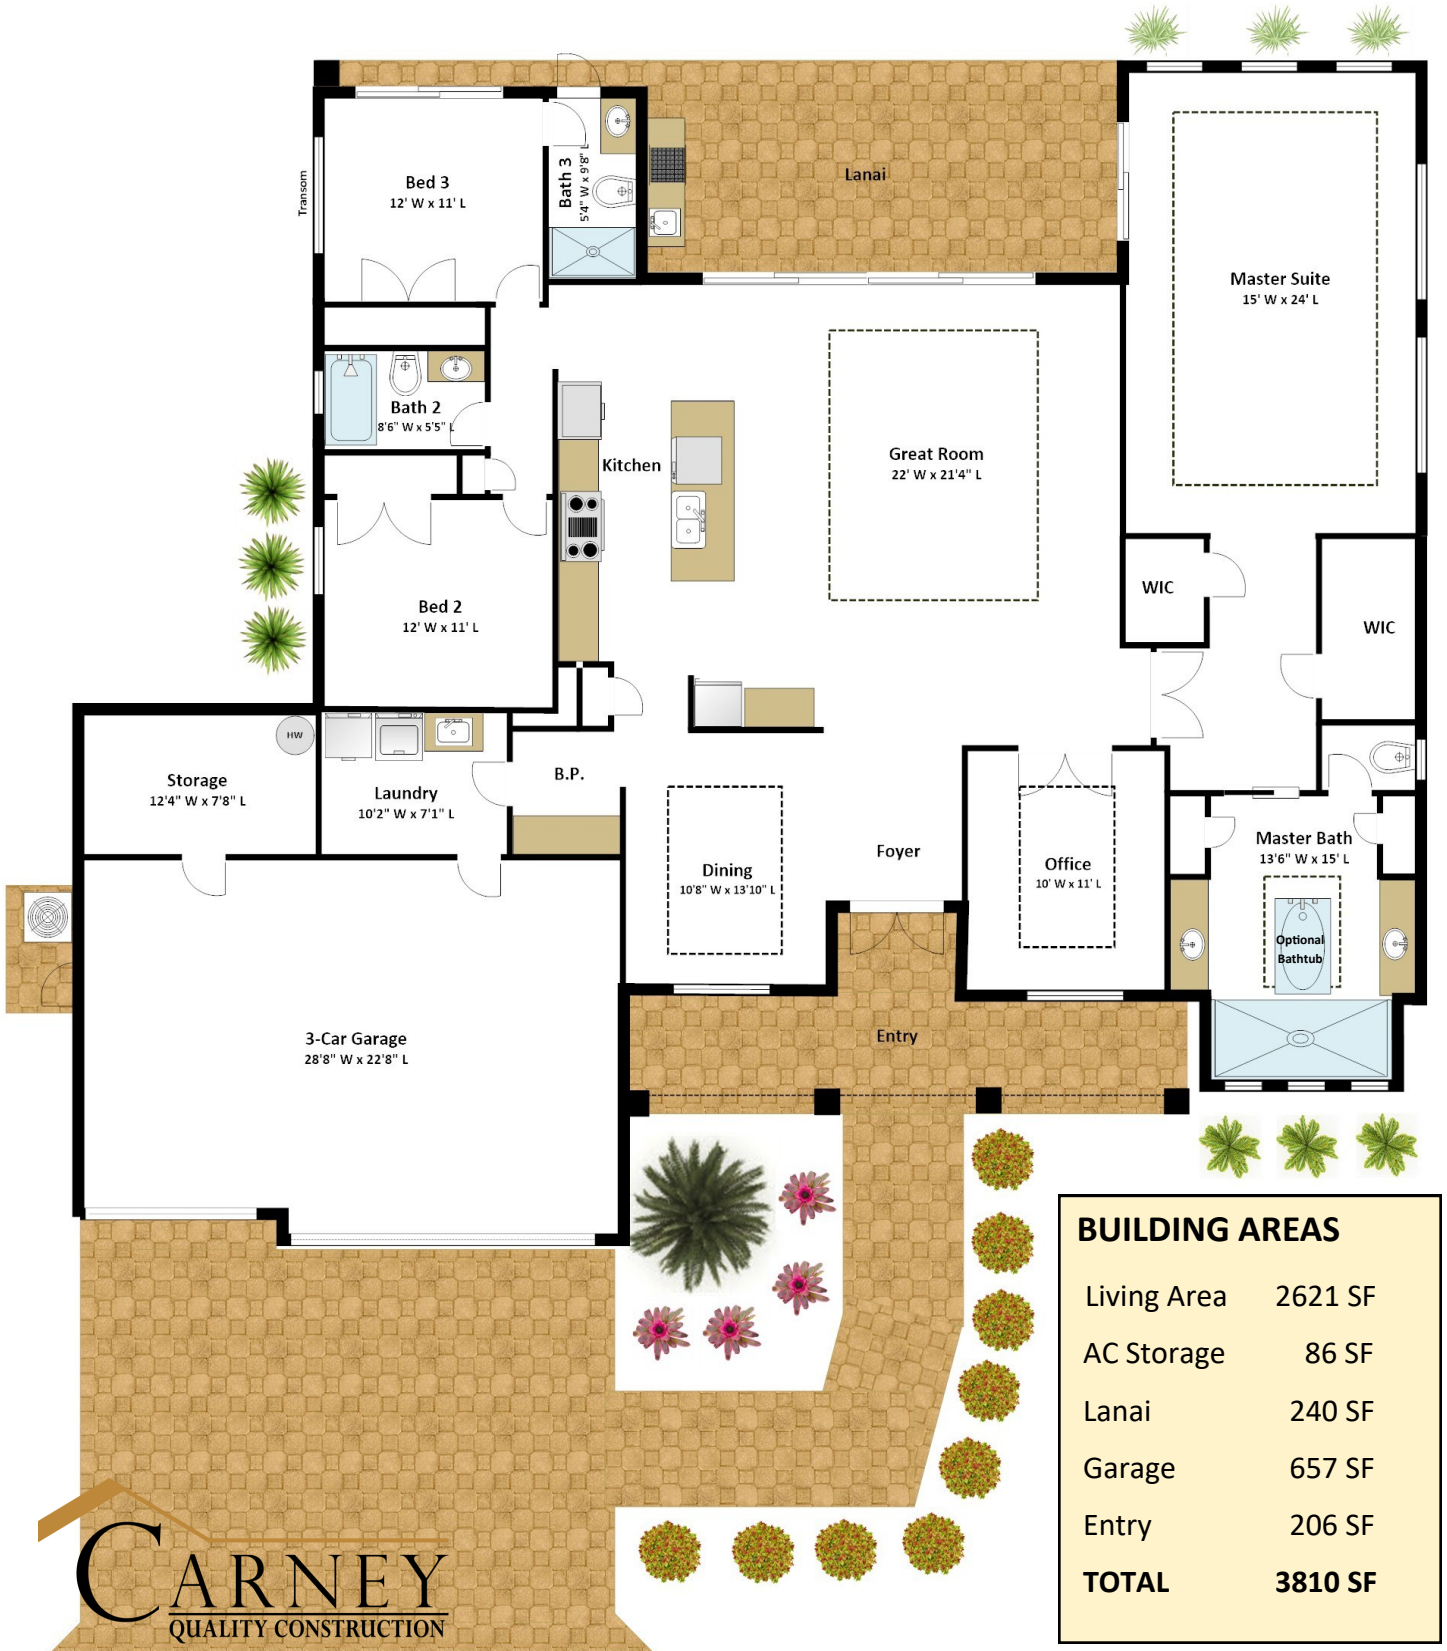 Transom
Bed 3
12' W x 11' L
Bath 3
5'4" W x 9'8" L
Lanai
Master Suite
15' W x 24' L
Bath 2
8'6" W x 5'5" L
Kitchen
Great Room
22' W x 21'4" L
WIC
WIC
Bed 2
12' W x 11' L
HW
Storage
12'4" W x 7'8" L
Laundry
10'2" W x 7'1" L
B.P.
Dining
10'8" W x 13'10" L
Foyer
Office
10' W x 11' L
Master Bath
13'6" W x 15' L
Optional
Bathtub
3-Car Garage
28'8" W x 22'8" L
Entry
BUILDING AREAS
Living Area 2621 SF
AC Storage 86 SF
Lanai 240 SF
Garage 657 SF
Entry 206 SF
TOTAL 3810 SF
CARNEY
QUALITY CONSTRUCTION